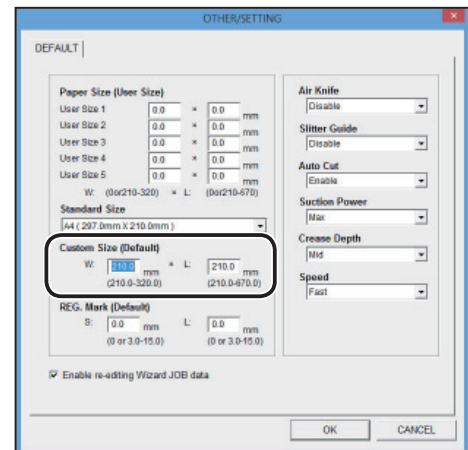 OTHER/SETTING
DEFAULT
Paper Size (User Size)
User Size 1 0.0 × 0.0 mm
User Size 2 0.0 × 0.0 mm
User Size 3 0.0 × 0.0 mm
User Size 4 0.0 × 0.0 mm
User Size 5 0.0 × 0.0 mm
W: (0or210-320) × L: (0or210-670)
Standard Size
A4 ( 297.0mm X 210.0mm )
Custom Size (Default)
W: 210.0 mm × L: 210.0 mm
(210.0-320.0) (210.0-670.0)
REG. Mark (Default)
S: 0.0 mm L: 0.0 mm
(0 or 3.0-15.0) (0 or 3.0-15.0)
Enable re-editing Wizard JOB data
Air Knife
Disable
Slitter Guide
Disable
Auto Cut
Enable
Suction Power
Max
Crease Depth
Mid
Speed
Fast
OK CANCEL